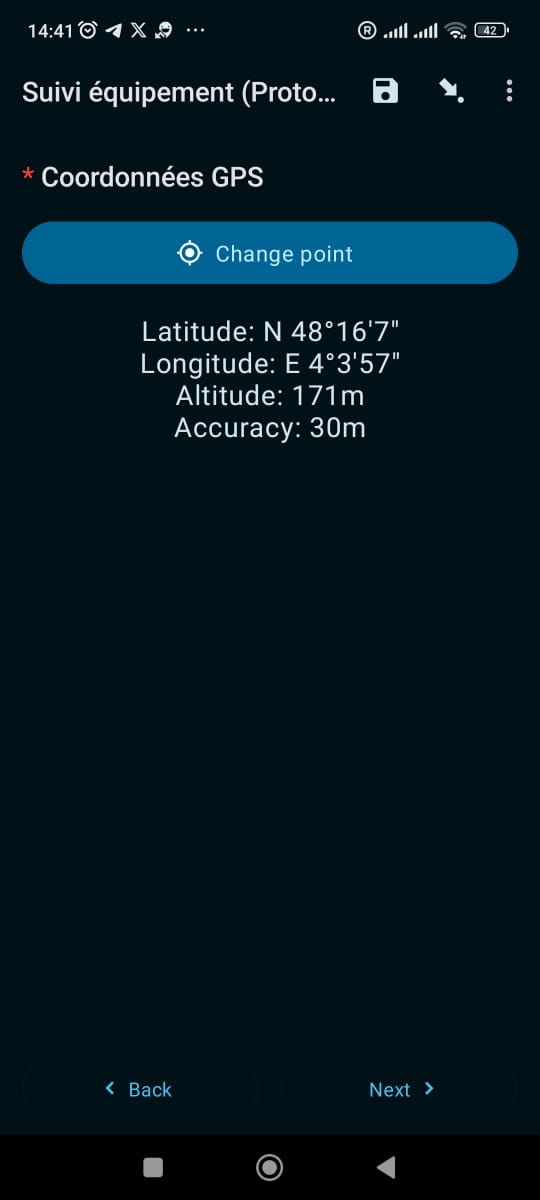 14:41
R 42
Suivi équipement (Proto...
* Coordonnées GPS
Change point
Latitude: N 48°16'7"
Longitude: E 4°3'57"
Altitude: 171m
Accuracy: 30m
Back
Next